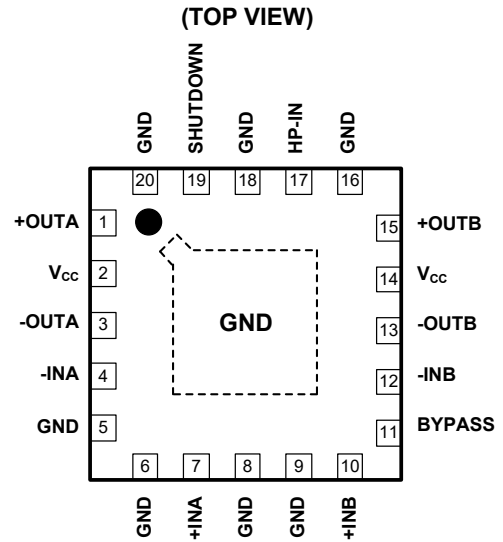 (TOP VIEW)
GND
SHUTDOWN
GND
HP-IN
GND
20
19
18
17
16
+OUTA 1
VCC 2
-OUTA 3
-INA 4
GND 5
GND
15 +OUTB
14 VCC
13 -OUTB
12 -INB
11 BYPASS
6
7
8
9
10
GND
+INA
GND
GND
+INB